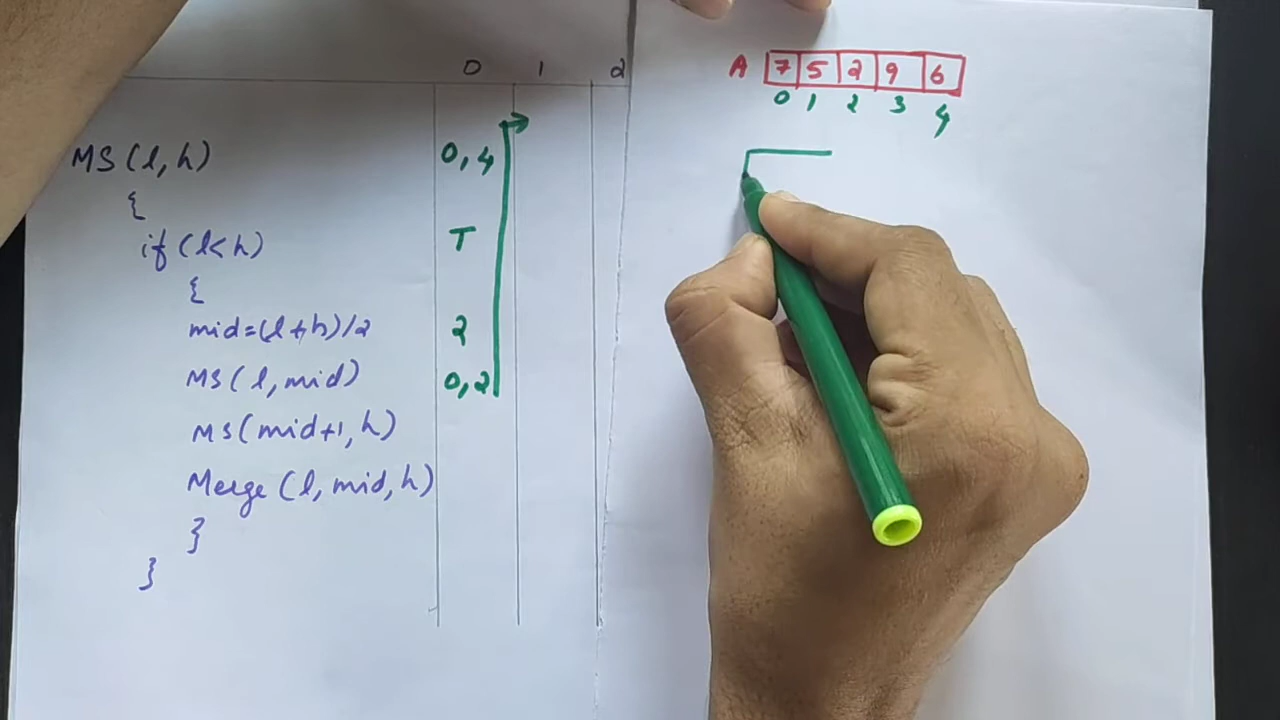 0 1 2
MS(l,h) 0,4
{
if (l<h) T
{
mid=(l+h)/2 2
MS(l,mid) 0,2
MS(mid+1,h)
Merge (l,mid,h)
}
}
A 7 5 2 9 6
0 1 2 3 4